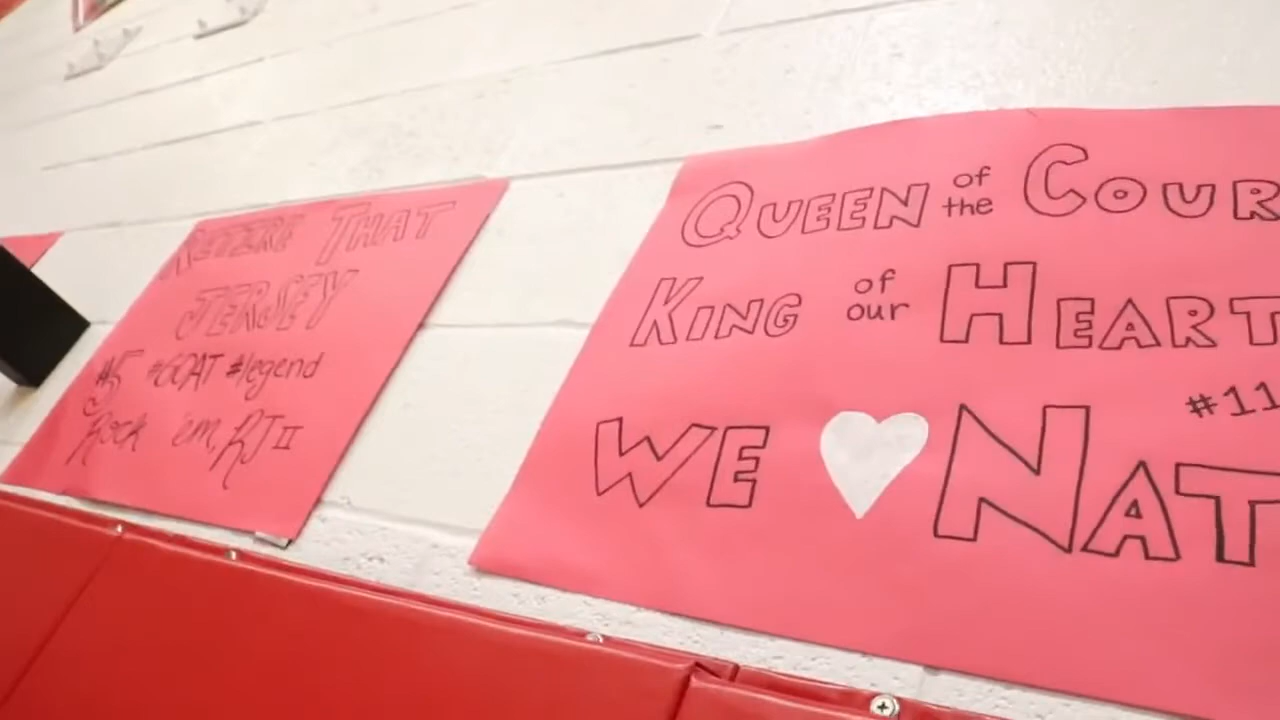 RETIRE THAT
JERSEY
#5 #GOAT #legend
Rock 'em, RJ II
QUEEN of the COUR
KING of our HEART
#11
WE NAT